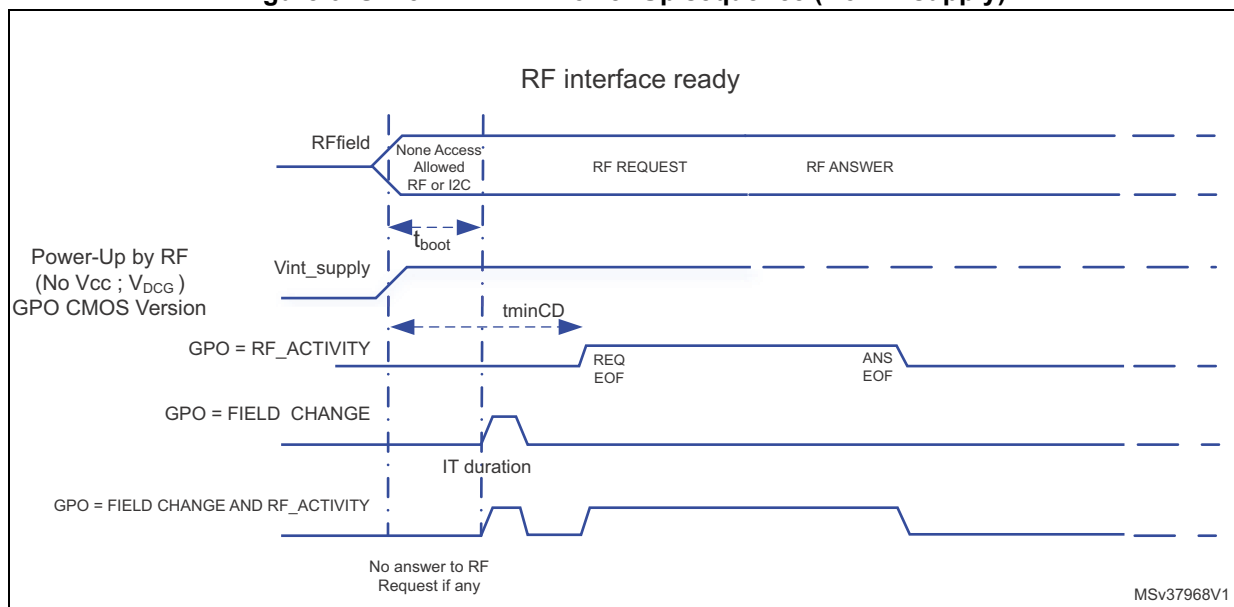 RF interface ready
RFfield
None Access
Allowed
RF or I2C
RF REQUEST
RF ANSWER
tboot
Power-Up by RF
(No Vcc ; VDCG )
GPO CMOS Version
Vint_supply
tminCD
GPO = RF_ACTIVITY
REQ
EOF
ANS
EOF
GPO = FIELD CHANGE
IT duration
GPO = FIELD CHANGE AND RF_ACTIVITY
No answer to RF
Request if any
MSv37968V1